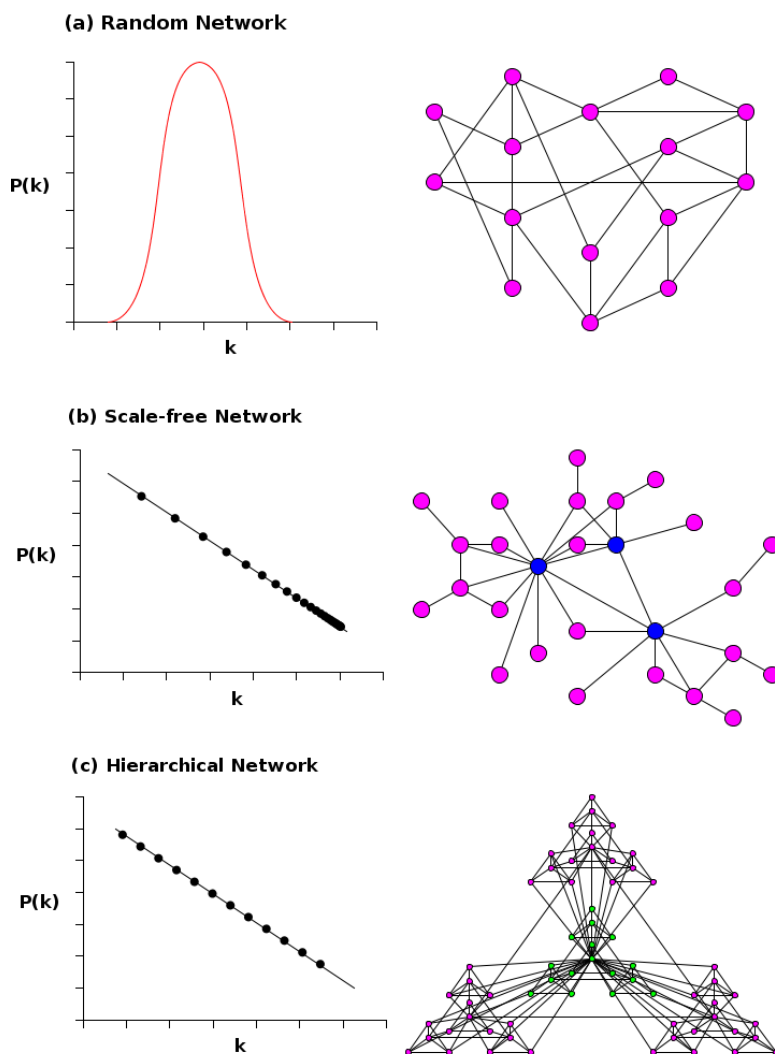 (a) Random Network
P(k)
k
(b) Scale-free Network
P(k)
k
(c) Hierarchical Network
P(k)
k